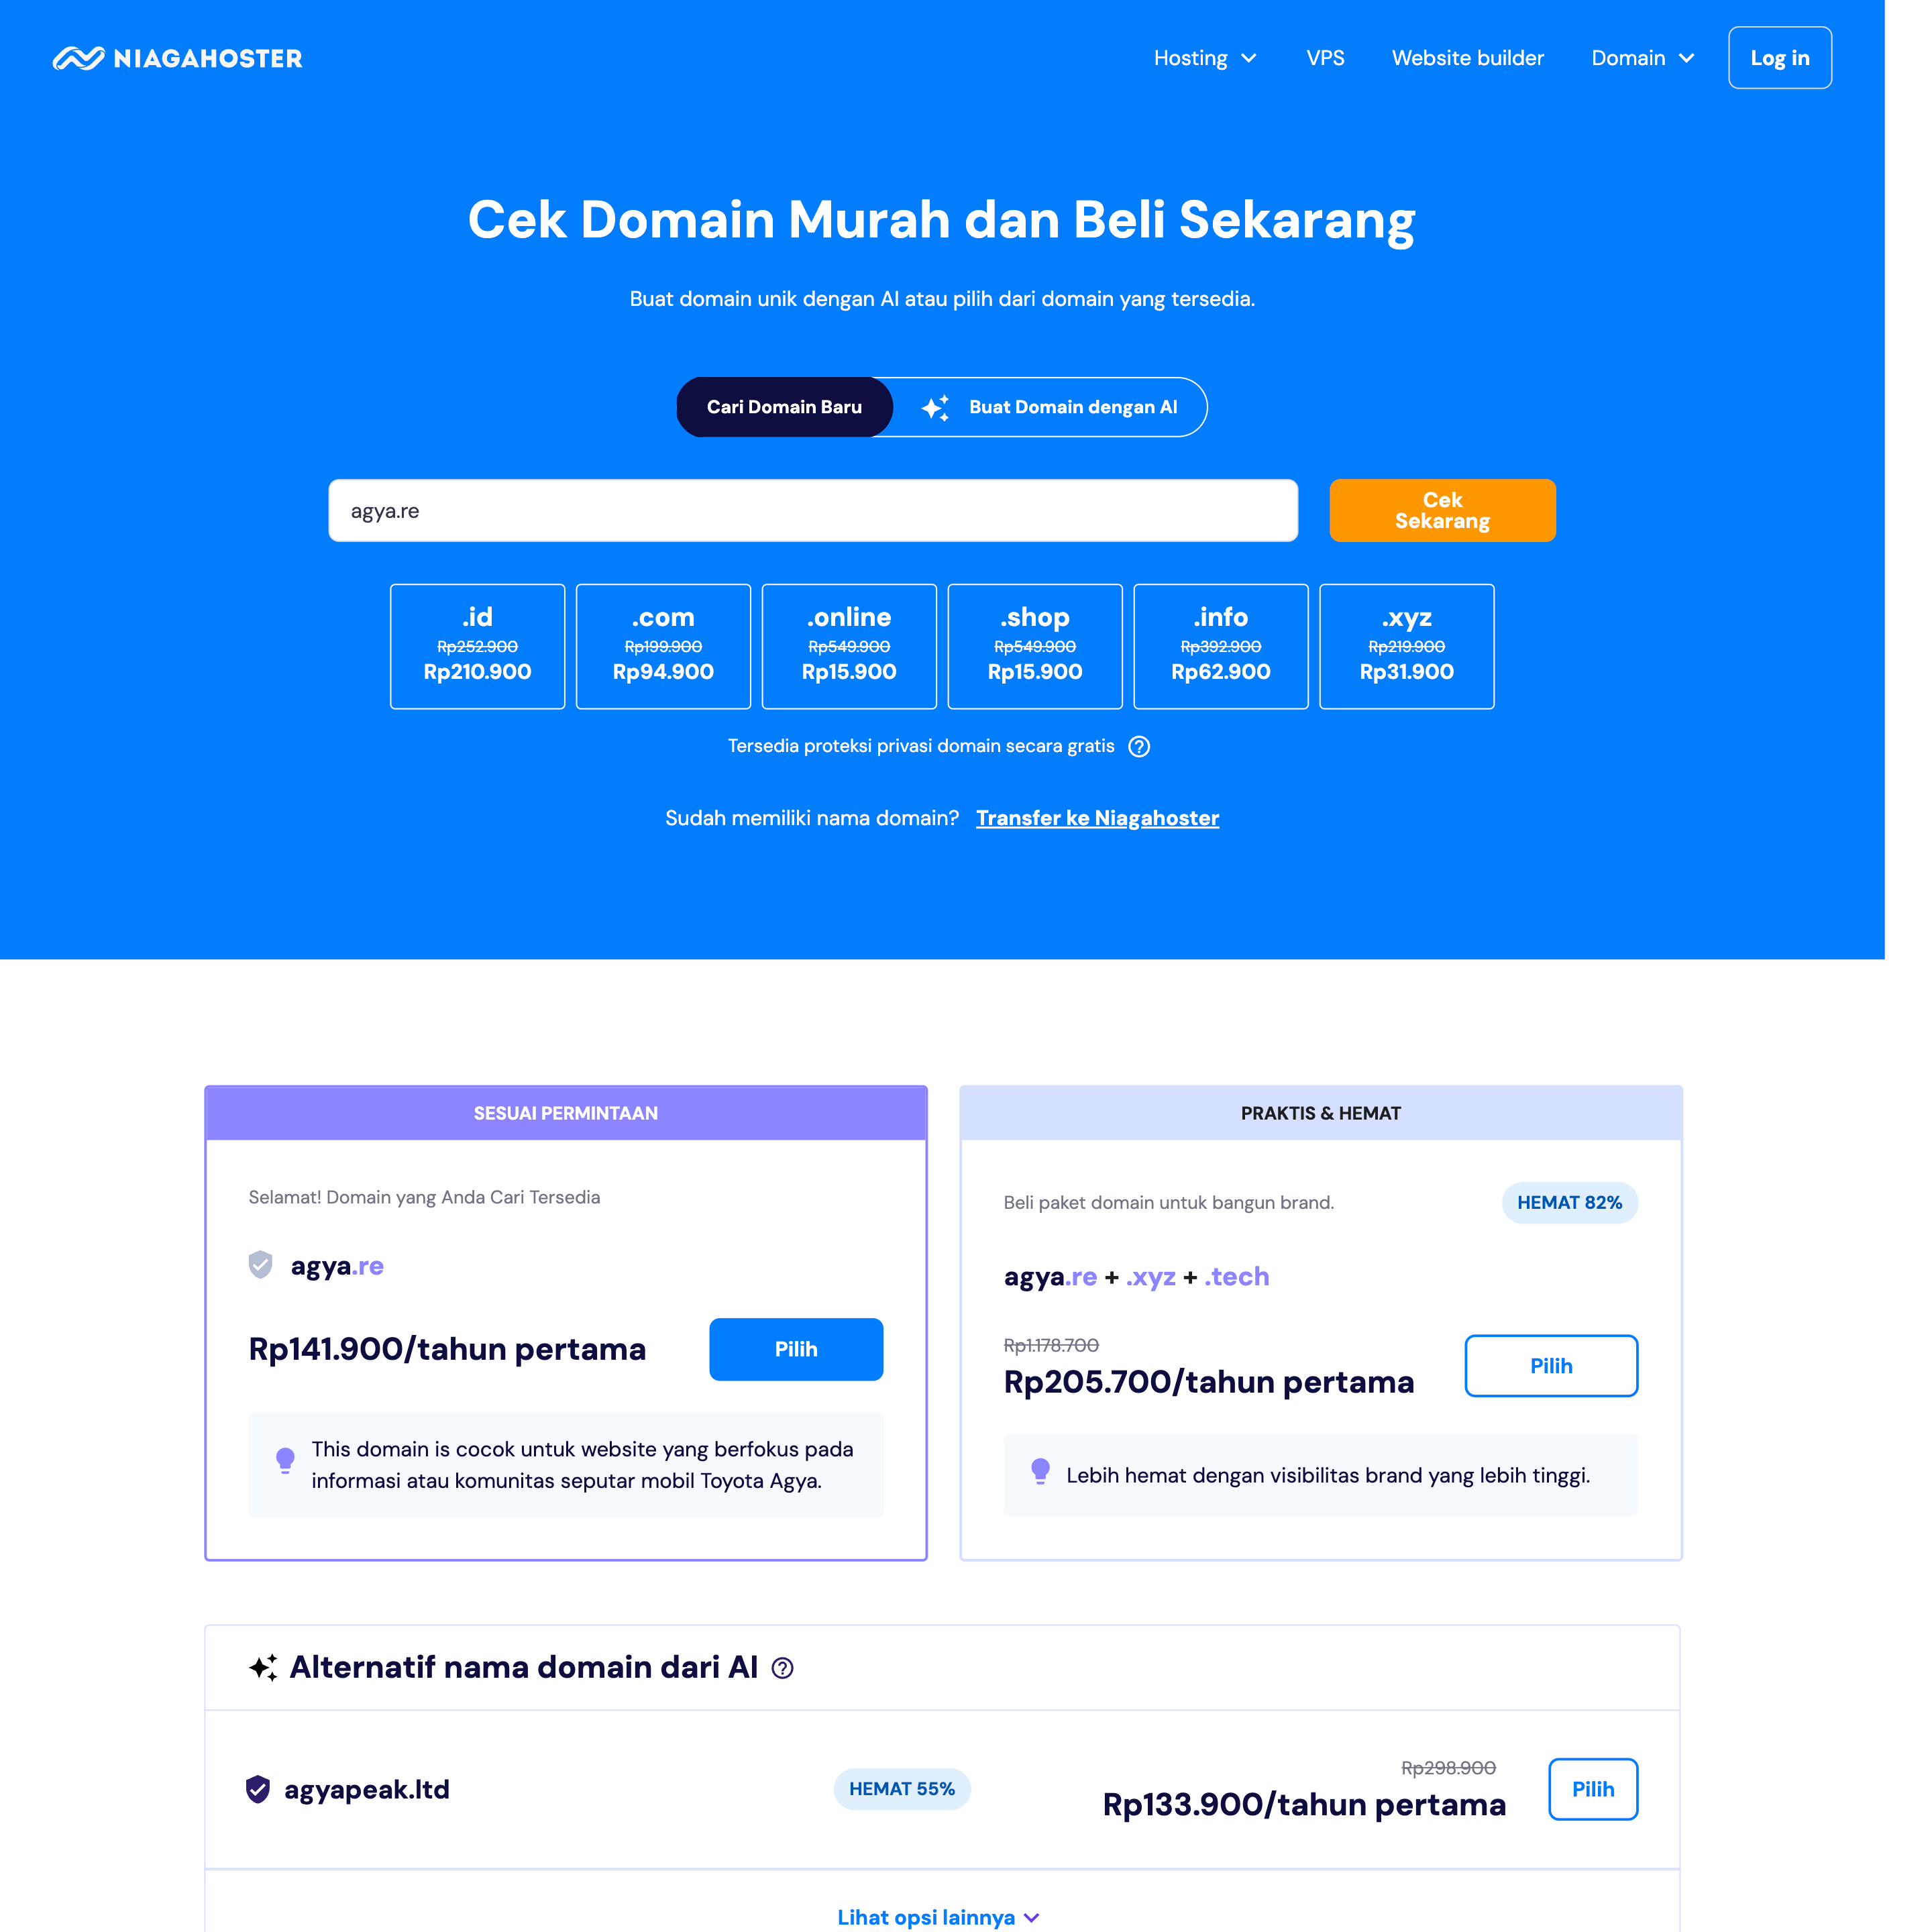 NIAGAHOSTER
Hosting
VPS
Website builder
Domain
Log in
Cek Domain Murah dan Beli Sekarang
Buat domain unik dengan AI atau pilih dari domain yang tersedia.
Cari Domain Baru
Buat Domain dengan AI
agya.re
Cek
Sekarang
.id
Rp252.900
Rp210.900
.com
Rp199.900
Rp94.900
.online
Rp549.900
Rp15.900
.shop
Rp549.900
Rp15.900
.info
Rp392.900
Rp62.900
.xyz
Rp219.900
Rp31.900
Tersedia proteksi privasi domain secara gratis
Sudah memiliki nama domain? Transfer ke Niagahoster
SESUAI PERMINTAAN
Selamat! Domain yang Anda Cari Tersedia
agya.re
Rp141.900/tahun pertama
Pilih
This domain is cocok untuk website yang berfokus pada
informasi atau komunitas seputar mobil Toyota Agya.
PRAKTIS & HEMAT
Beli paket domain untuk bangun brand.
HEMAT 82%
agya.re + .xyz + .tech
Rp1.178.700
Rp205.700/tahun pertama
Pilih
Lebih hemat dengan visibilitas brand yang lebih tinggi.
Alternatif nama domain dari AI
agyapeak.ltd
HEMAT 55%
Rp298.900
Rp133.900/tahun pertama
Pilih
Lihat opsi lainnya